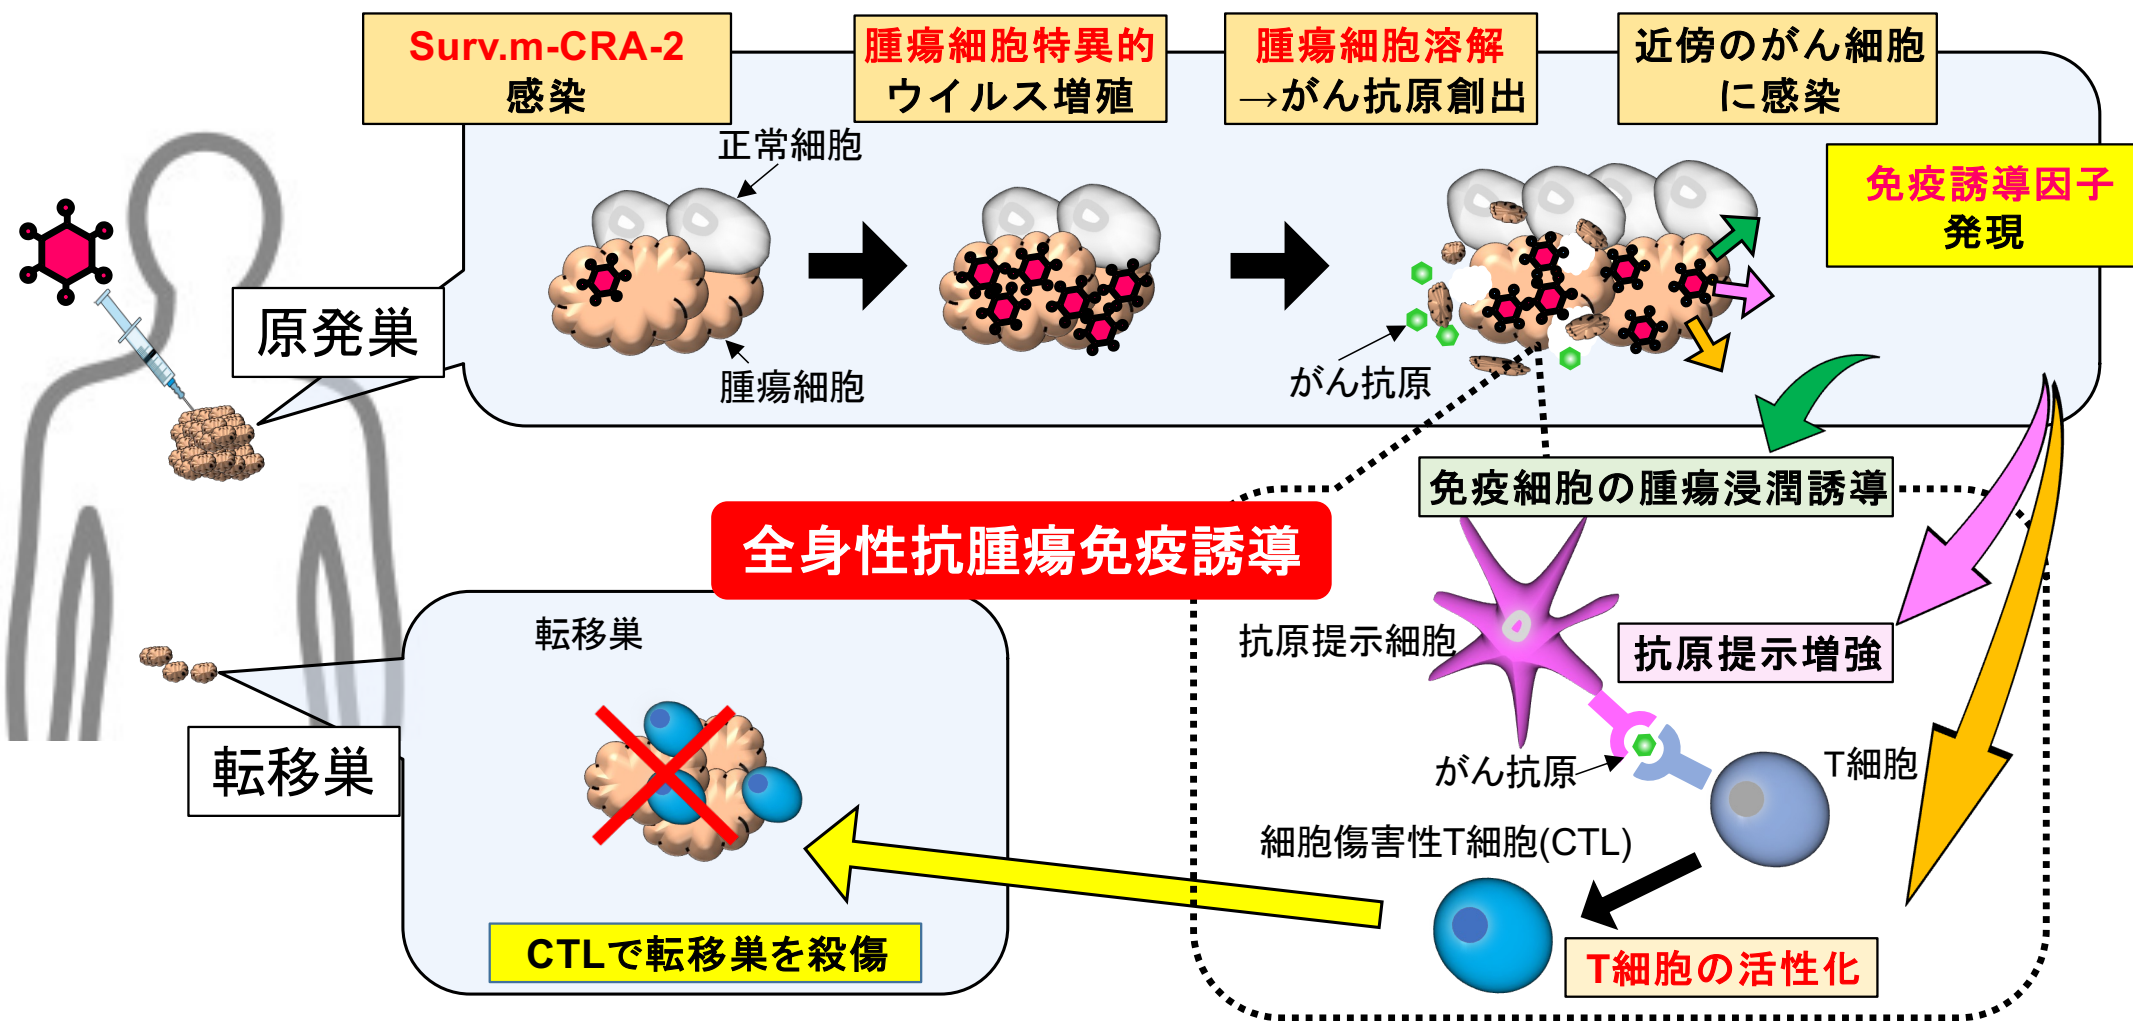 Surv.m-CRA-2
感染
腫瘍細胞特異的
ウイルス増殖
腫瘍細胞溶解
→がん抗原創出
近傍のがん細胞
に感染
免疫誘導因子
発現
正常細胞
腫瘍細胞
がん抗原
原発巣
免疫細胞の腫瘍浸潤誘導
全身性抗腫瘍免疫誘導
抗原提示細胞
抗原提示増強
がん抗原
T細胞
細胞傷害性T細胞(CTL)
T細胞の活性化
転移巣
転移巣
CTLで転移巣を殺傷